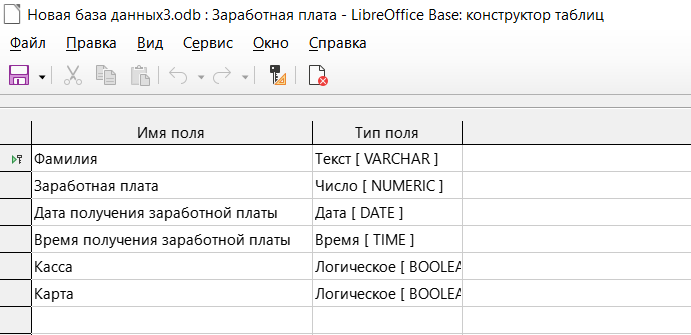 Новая база данных3.odb : Заработная плата - LibreOffice Base: конструктор таблиц
Файл Правка Вид Сервис Окно Справка
Имя поля Тип поля
Фамилия Текст [ VARCHAR ]
Заработная плата Число [ NUMERIC ]
Дата получения заработной платы Дата [ DATE ]
Время получения заработной платы Время [ TIME ]
Касса Логическое [ BOOLEA
Карта Логическое [ BOOLEA